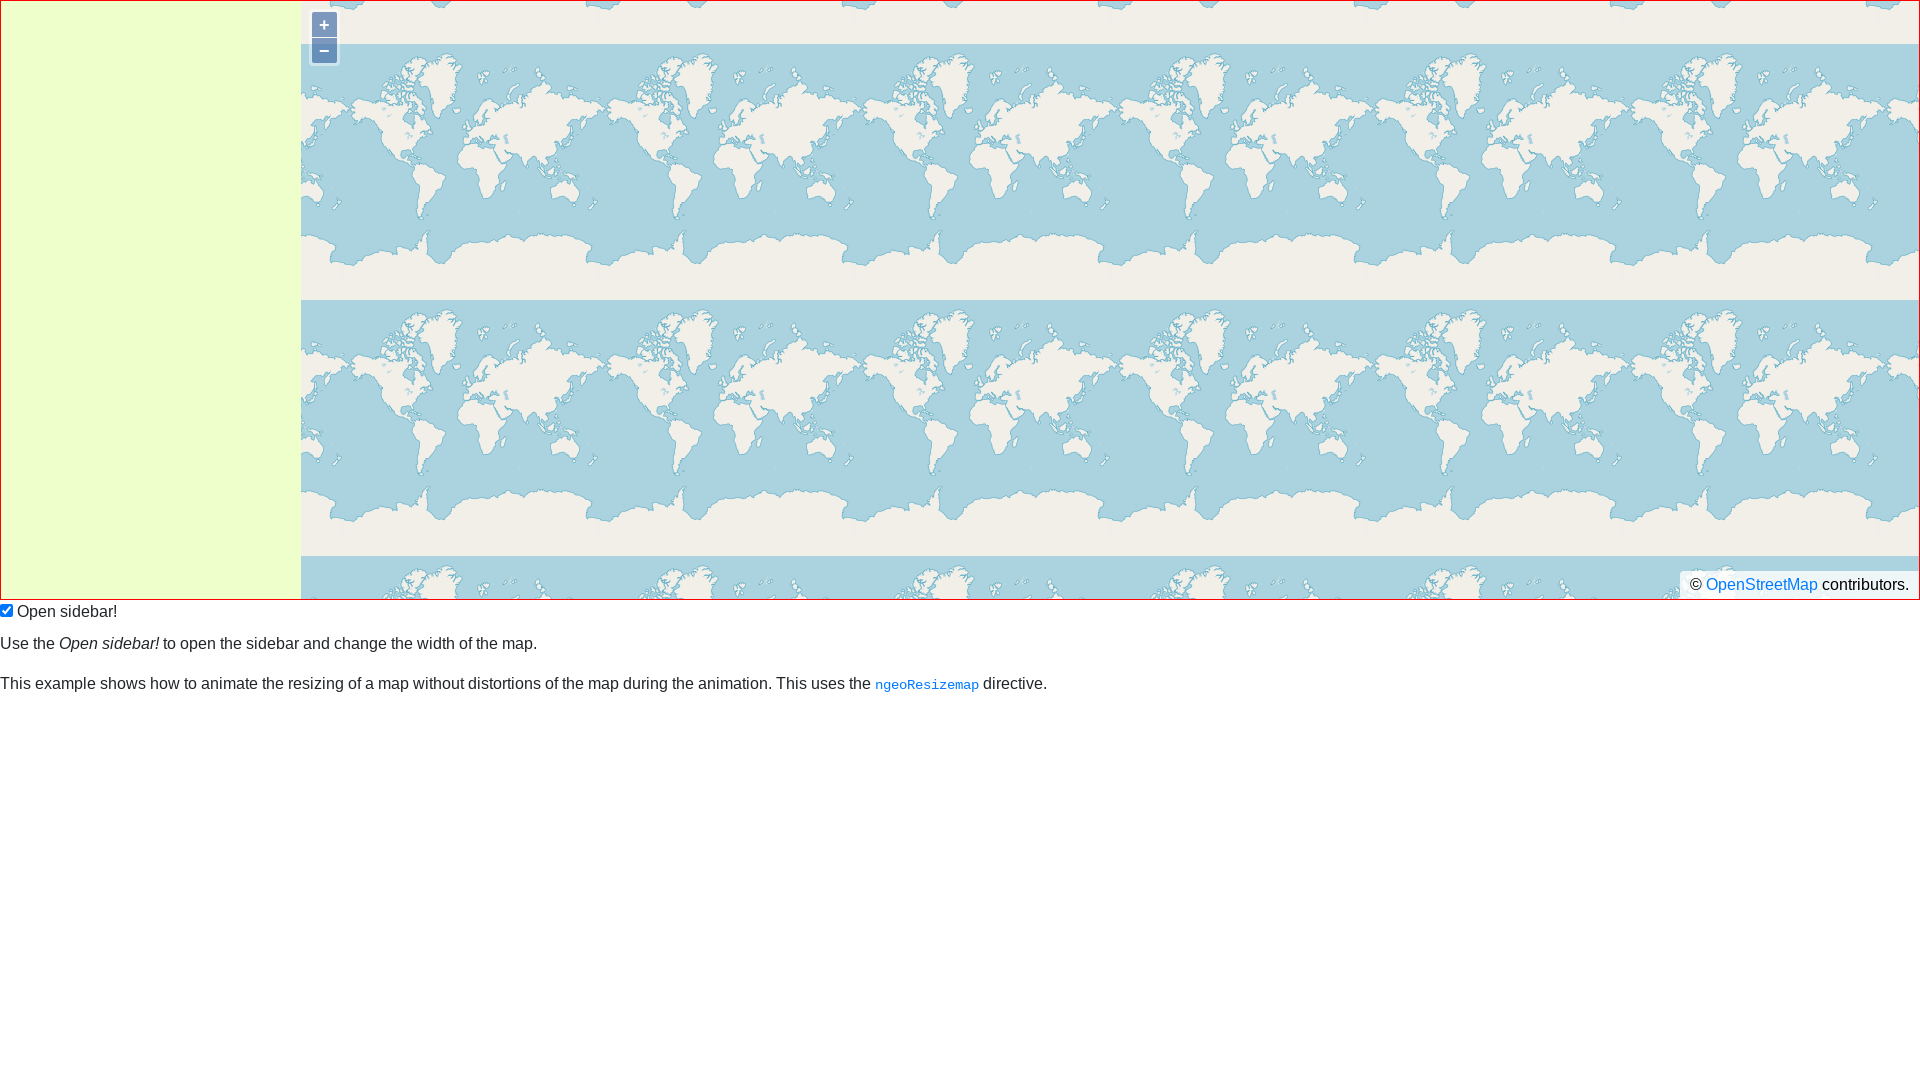 +
−
© OpenStreetMap contributors.
Open sidebar!
Use the Open sidebar! to open the sidebar and change the width of the map.
This example shows how to animate the resizing of a map without distortions of the map during the animation. This uses the ngeoResizemap directive.